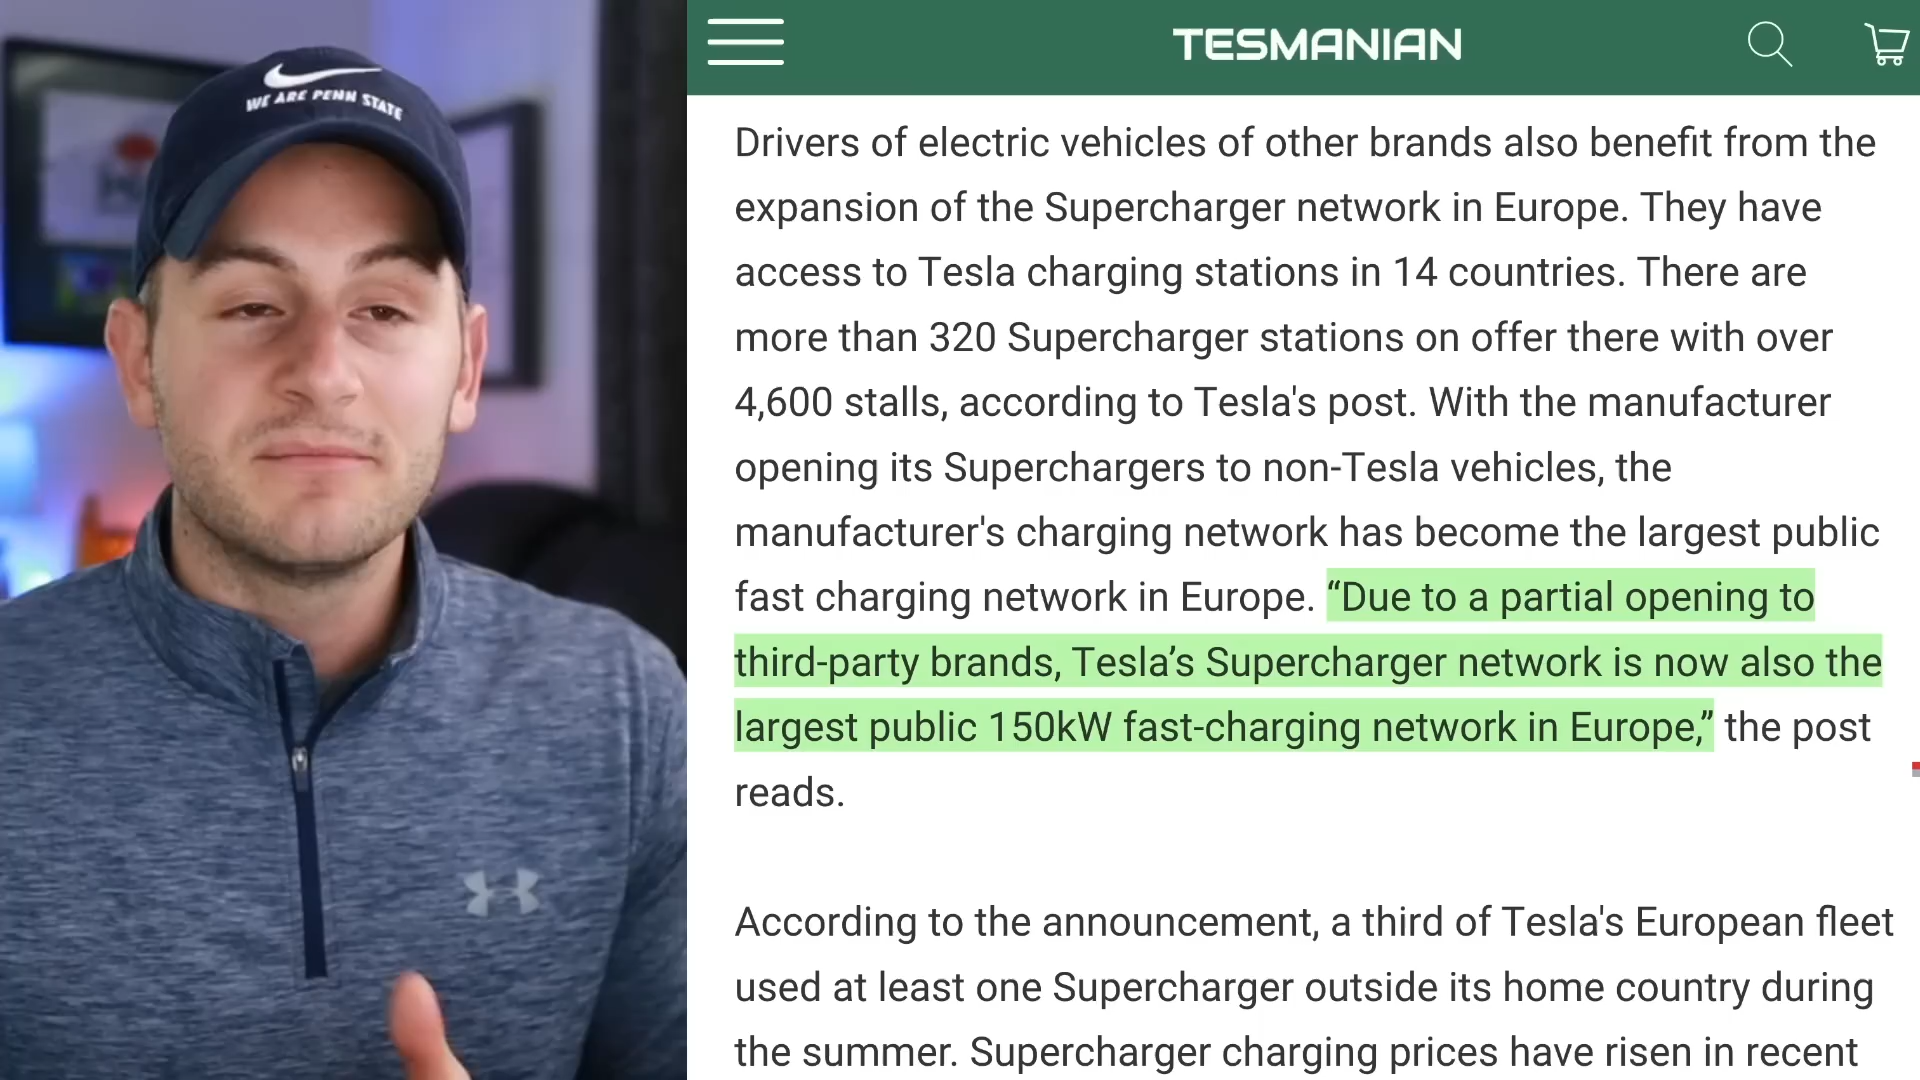 WE ARE PENN STATE
TESMANIAN
Drivers of electric vehicles of other brands also benefit from the
expansion of the Supercharger network in Europe. They have
access to Tesla charging stations in 14 countries. There are
more than 320 Supercharger stations on offer there with over
4,600 stalls, according to Tesla's post. With the manufacturer
opening its Superchargers to non-Tesla vehicles, the
manufacturer's charging network has become the largest public
fast charging network in Europe. “Due to a partial opening to
third-party brands, Tesla’s Supercharger network is now also the
largest public 150kW fast-charging network in Europe,” the post
reads.
According to the announcement, a third of Tesla's European fleet
used at least one Supercharger outside its home country during
the summer. Supercharger charging prices have risen in recent